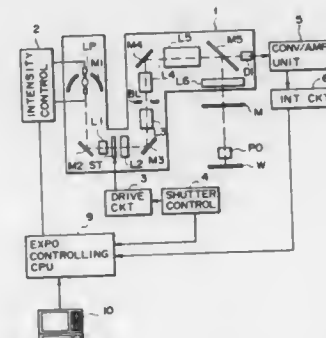 1
2
LP
M1
INTENSITY
CONTROL
M4
L5
M5
5
CONV/AMP
UNIT
DI
L4
L6
BL
6
INT CKT
M
L1
L2
M3
M2
ST
PO
W
3
DRIVE
CKT
4
SHUTTER
CONTROL
9
EXPO
CONTROLLING
CPU
10